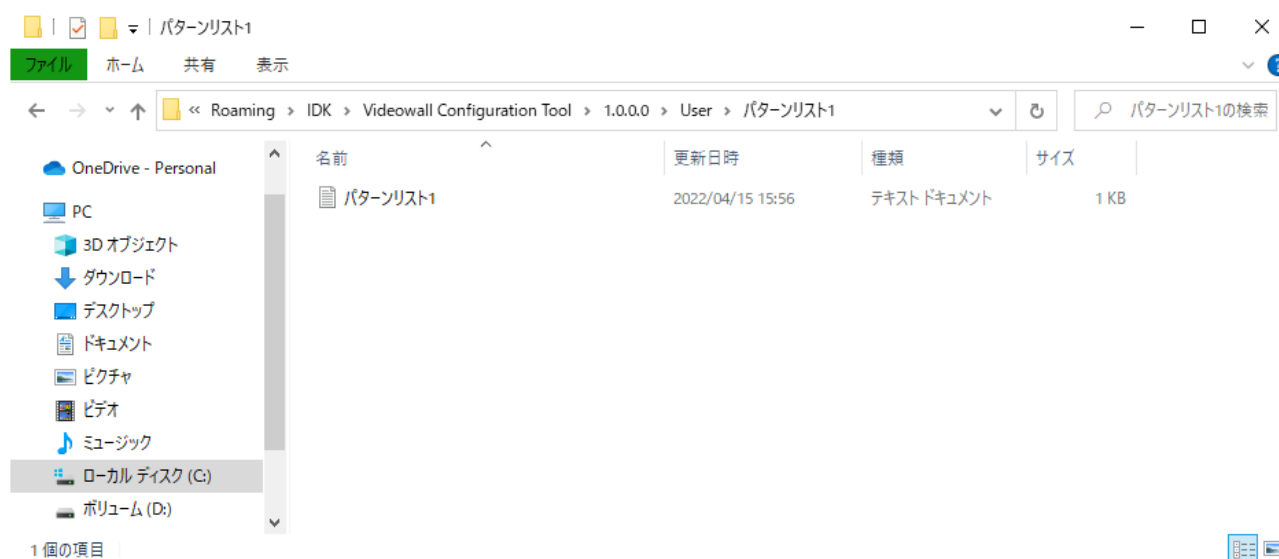 パターンリスト1
ファイル ホーム 共有 表示
« Roaming > IDK > Videowall Configuration Tool > 1.0.0.0 > User > パターンリスト1 パターンリスト1の検索
名前 更新日時 種類 サイズ
パターンリスト1 2022/04/15 15:56 テキスト ドキュメント 1 KB
OneDrive - Personal
PC
3D オブジェクト
ダウンロード
デスクトップ
ドキュメント
ピクチャ
ビデオ
ミュージック
ローカル ディスク (C:)
ボリューム (D:)
1 個の項目